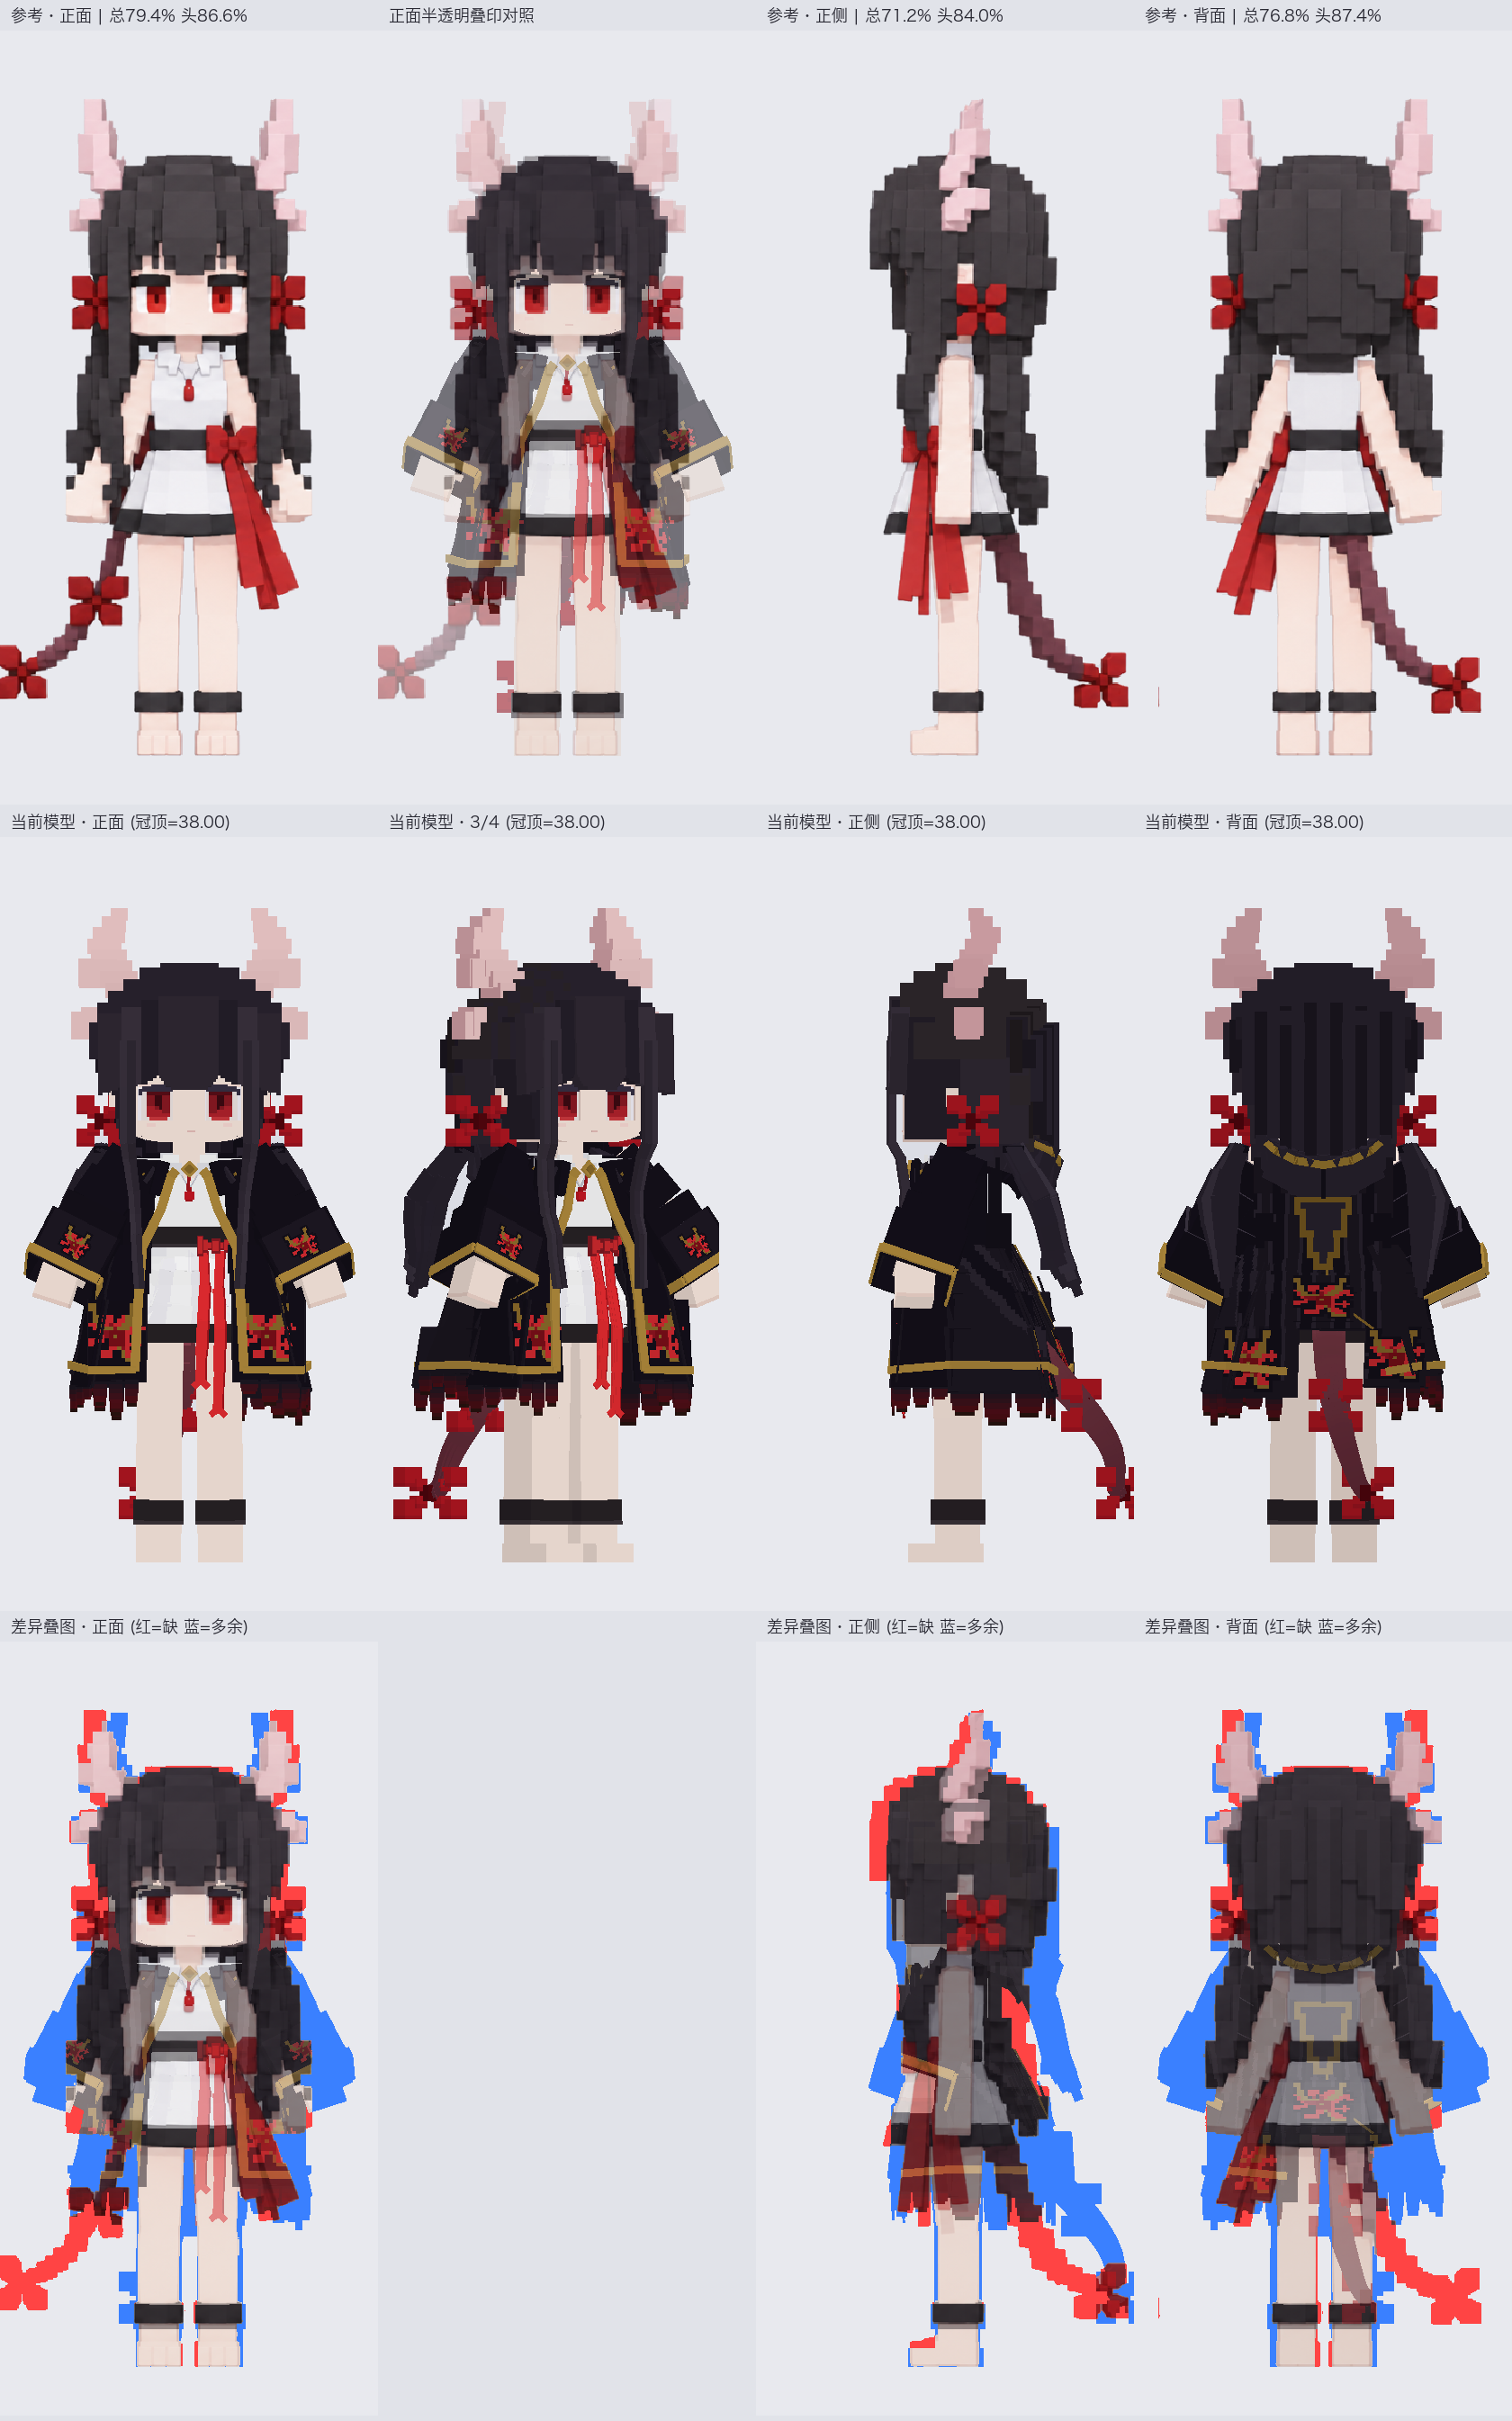 参考・正面 | 总79.4% 头86.6%
正面半透明叠印对照
参考・正侧 | 总71.2% 头84.0%
参考・背面 | 总76.8% 头87.4%
当前模型・正面 (冠顶=38.00)
当前模型・3/4 (冠顶=38.00)
当前模型・正侧 (冠顶=38.00)
当前模型・背面 (冠顶=38.00)
差异叠图・正面 (红=缺 蓝=多余)
差异叠图・正侧 (红=缺 蓝=多余)
差异叠图・背面 (红=缺 蓝=多余)